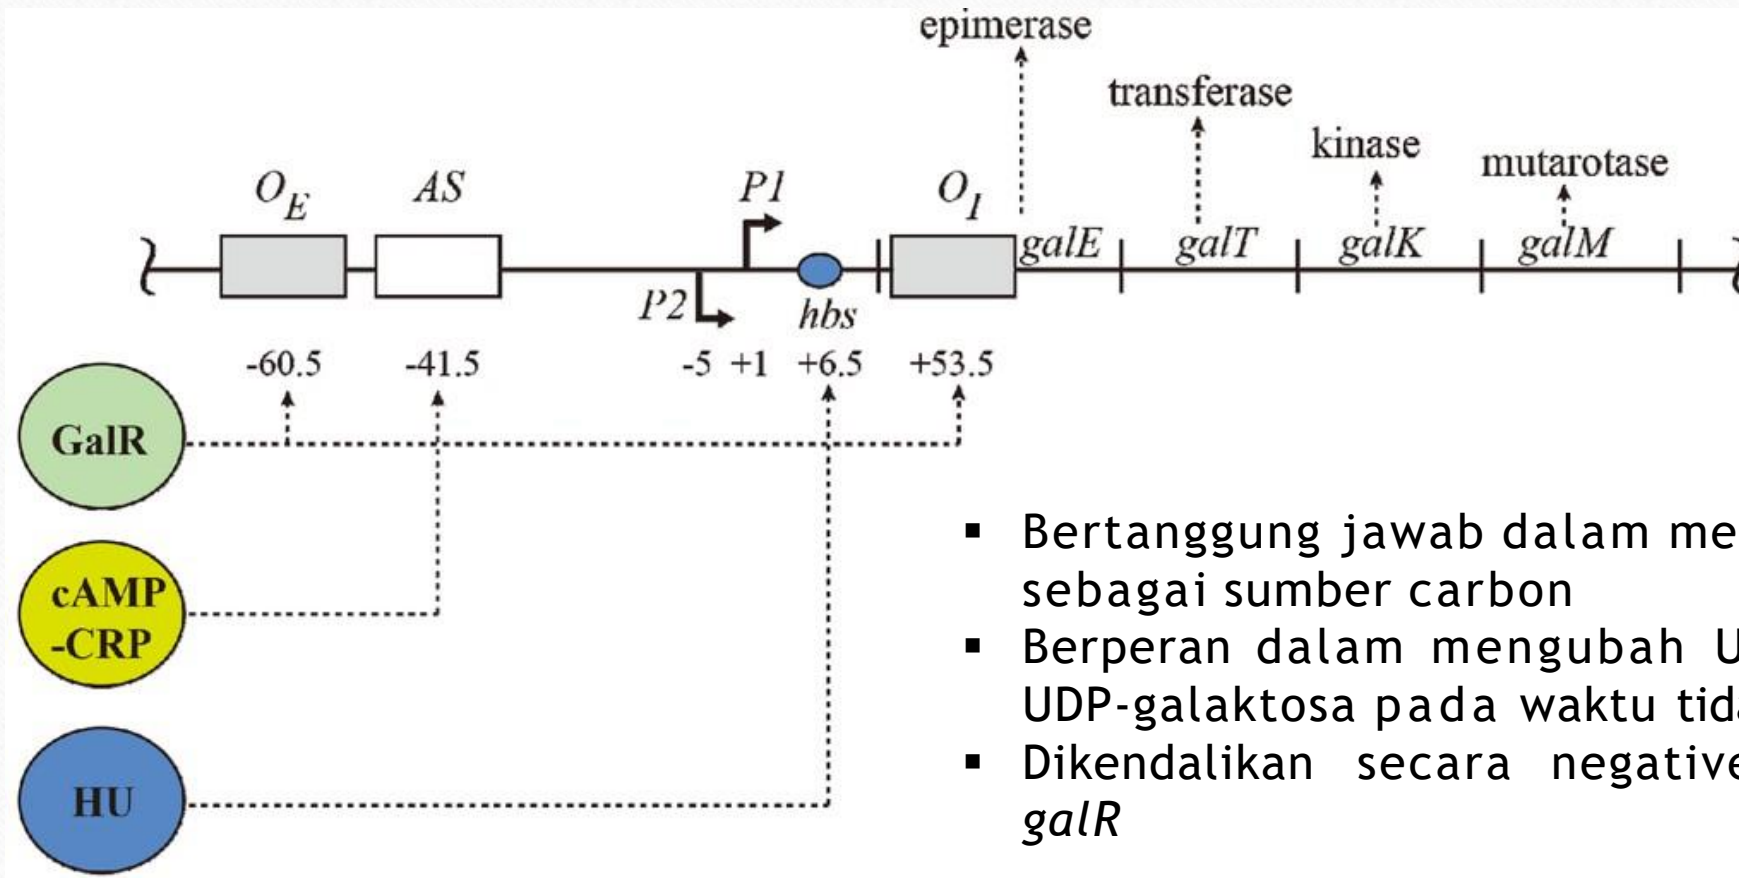 epimerase
transferase
kinase
mutarotase
O_E AS P1 O_I
galE galT galK galM
P2 hbs
-60.5 -41.5 -5 +1 +6.5 +53.5
GalR
cAMP
-CRP
HU
▪ Bertanggung jawab dalam me
sebagai sumber carbon
▪ Berperan dalam mengubah U
UDP-galaktosa pada waktu tida
▪ Dikendalikan secara negative
galR